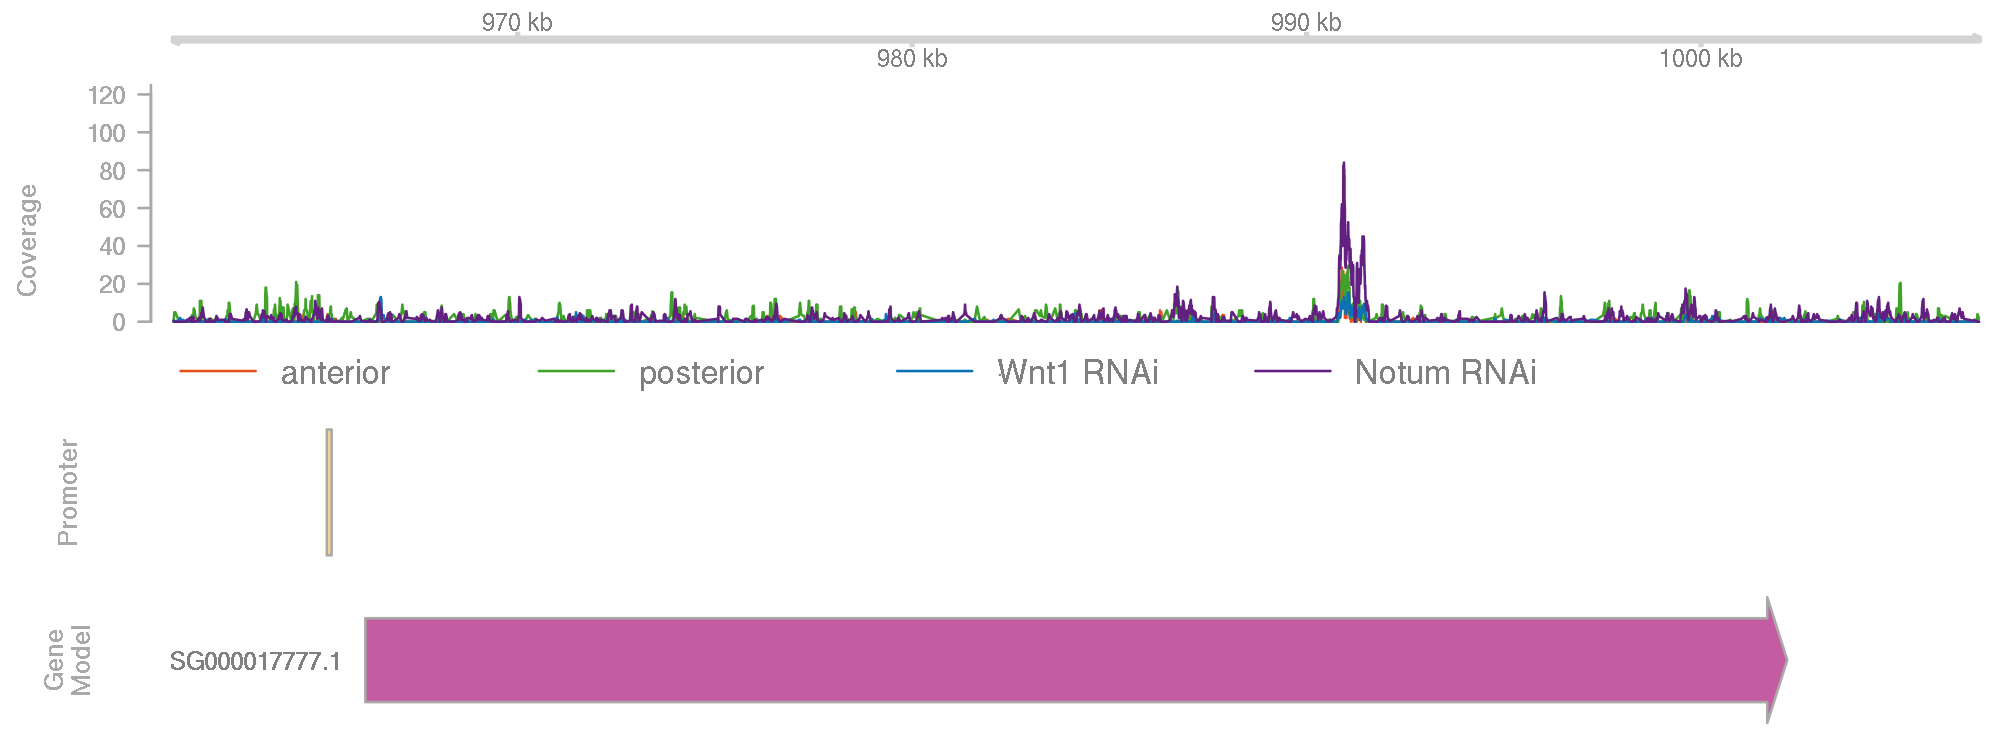 970 kb
990 kb
980 kb
1000 kb
Coverage
120
100
80
60
40
20
0
anterior
posterior
Wnt1 RNAi
Notum RNAi
Promoter
Gene
Model
SG000017777.1